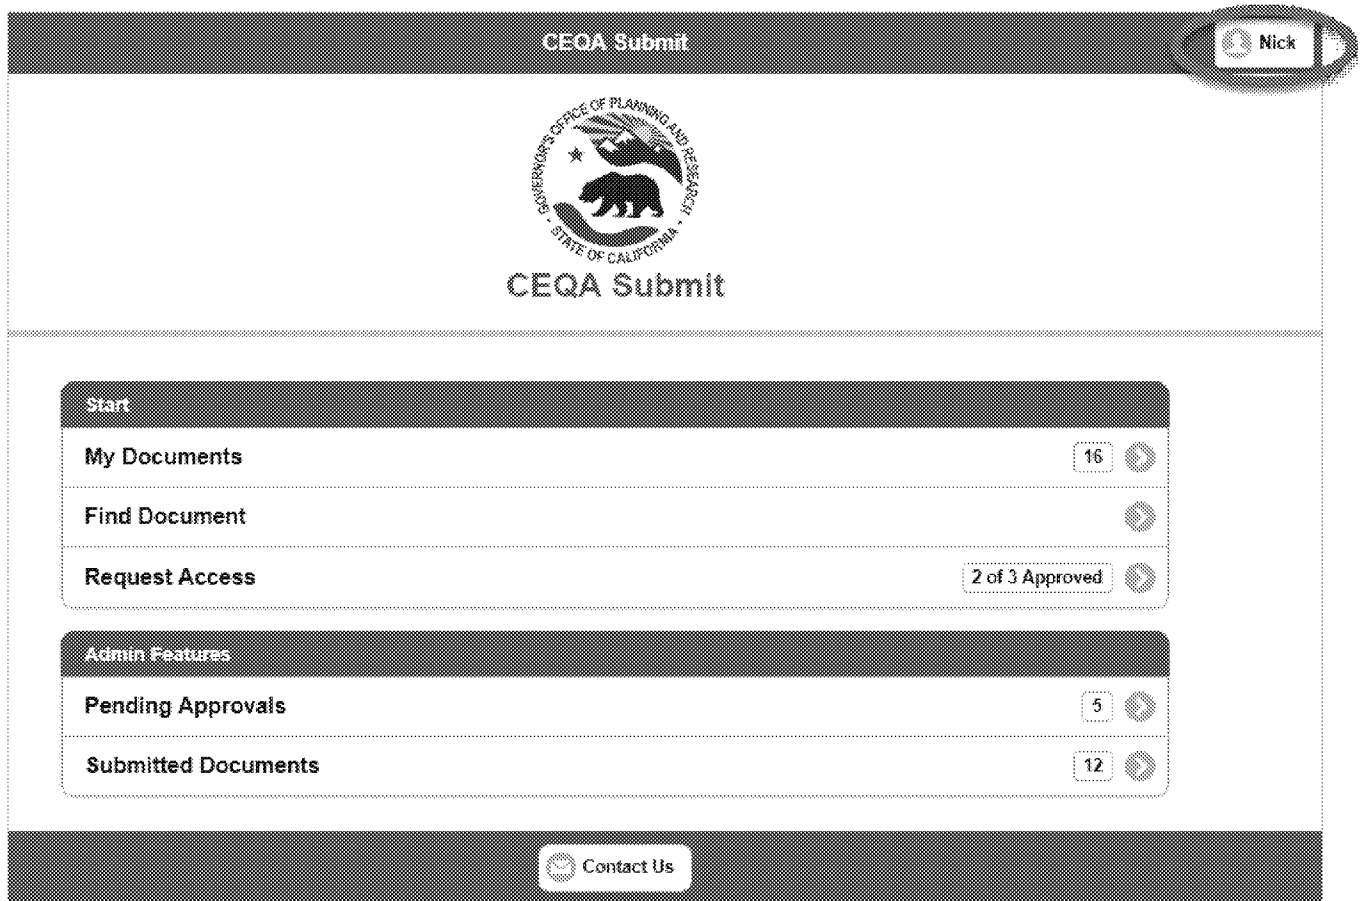 CEQA Submit
Nick
GOVERNOR'S OFFICE OF PLANNING AND RESEARCH
STATE OF CALIFORNIA
CEQA Submit
Start
My Documents 16
Find Document
Request Access 2 of 3 Approved
Admin Features
Pending Approvals 5
Submitted Documents 12
Contact Us